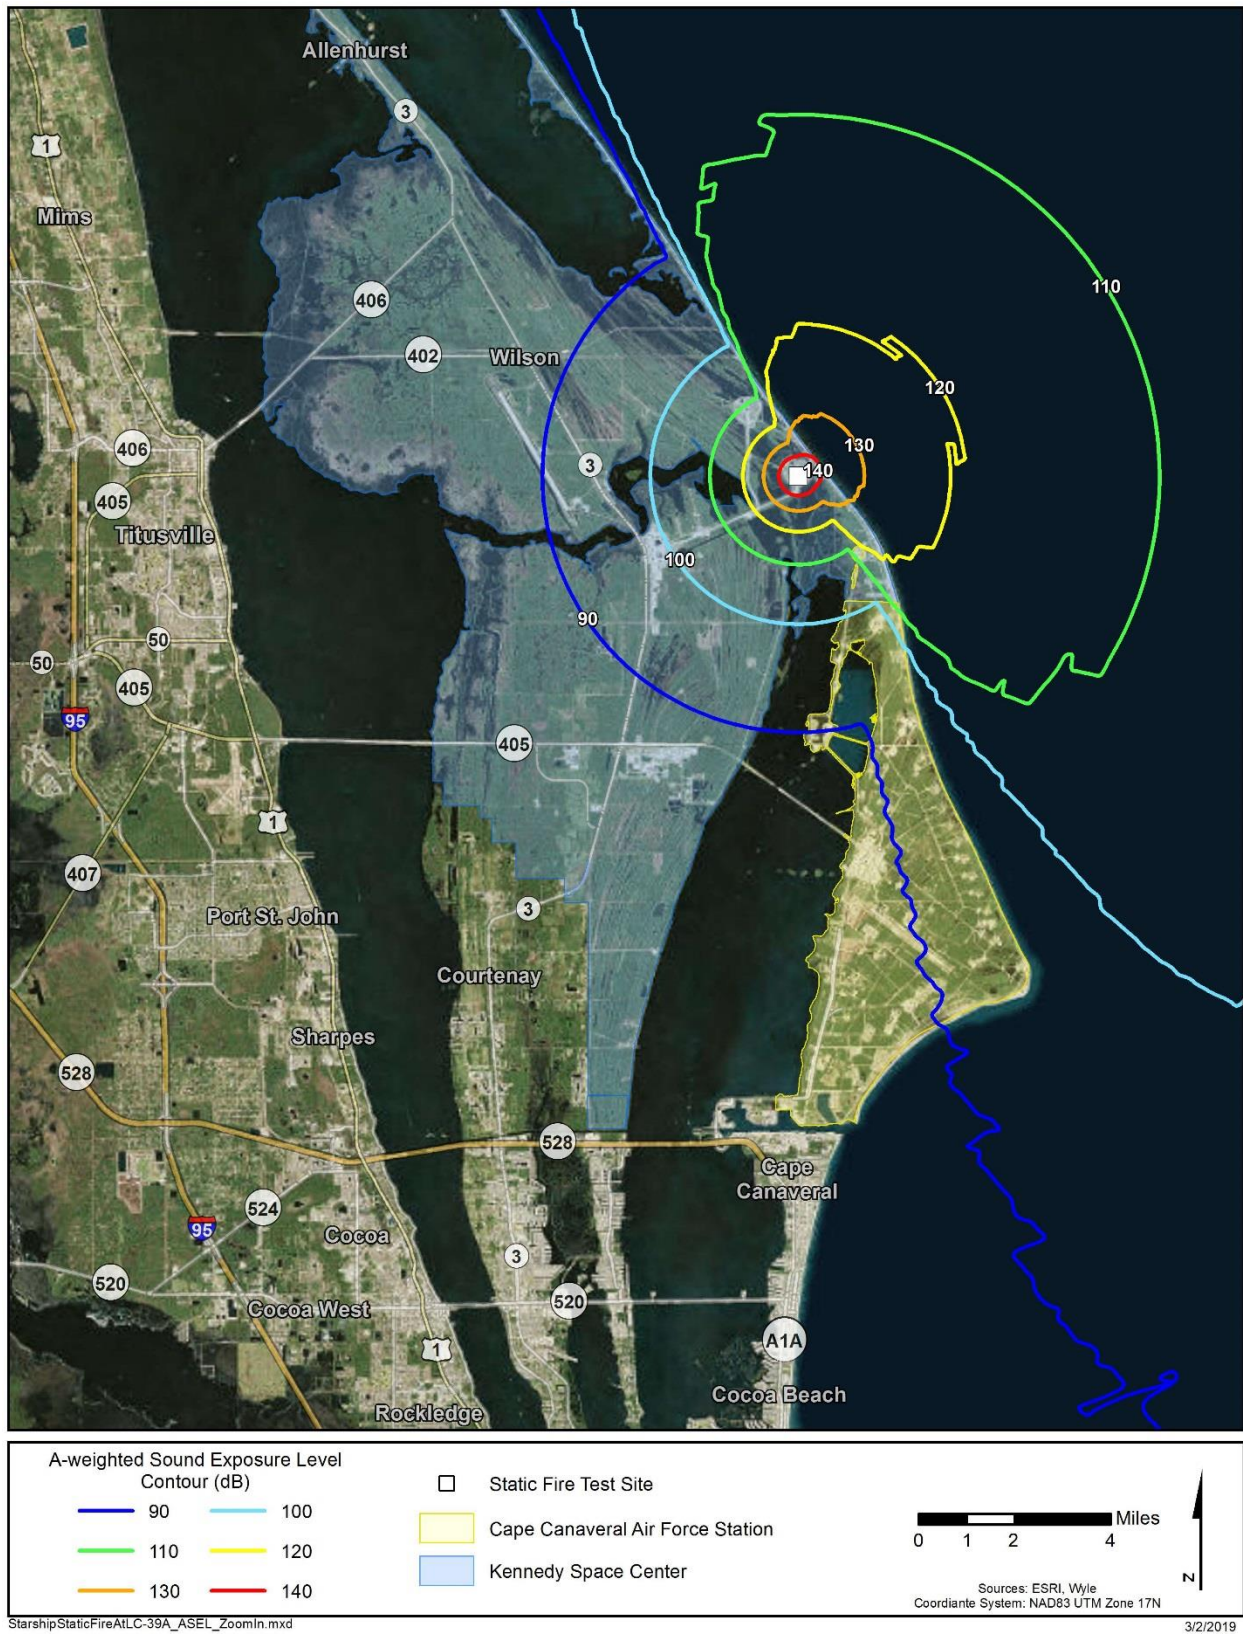 Allenhurst
3
1
Mims
110
406
402
Wilson
120
406
3
130
140
405
Titusville
100
90
50
50
405
95
405
1
407
3
Port St. John
Courtenay
Sharpes
528
528
Cape
Canaveral
524
95
Cocoa
3
520
Cocoa West
520
1
A1A
Cocoa Beach
Rockledge
A-weighted Sound Exposure Level
Contour (dB)
90
100
110
120
130
140
Static Fire Test Site
Cape Canaveral Air Force Station
Kennedy Space Center
Miles
0 1 2 4
N
Sources: ESRI, Wyle
Coordiante System: NAD83 UTM Zone 17N
StarshipStaticFireAtLC-39A_ASEL_ZoomIn.mxd
3/2/2019